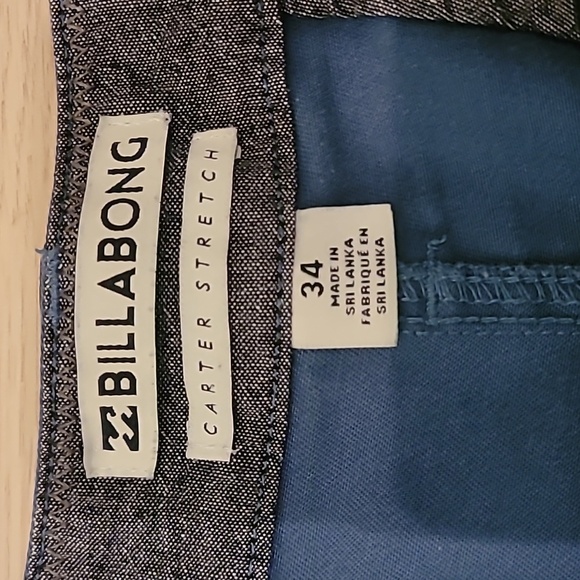 BILLABONG
CARTER STRETCH
34
MADE IN
SRI LANKA
FABRIQUÉ EN
SRI LANKA